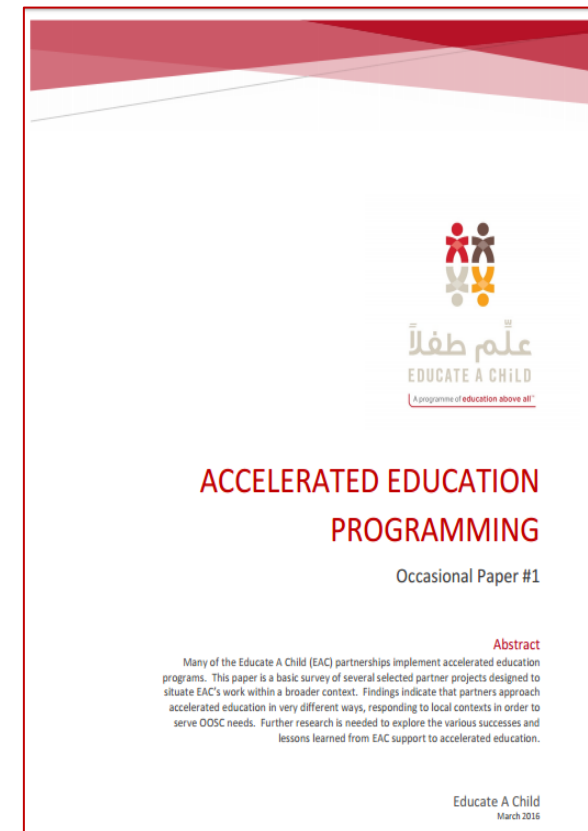 علّم طفلاً
EDUCATE A CHILD
A programme of education above all
ACCELERATED EDUCATION
PROGRAMMING
Occasional Paper #1
Abstract
Many of the Educate A Child (EAC) partnerships implement accelerated education
programs. This paper is a basic survey of several selected partner projects designed to
situate EAC's work within a broader context. Findings indicate that partners approach
accelerated education in very different ways, responding to local contexts in order to
serve OOSC needs. Further research is needed to explore the various successes and
lessons learned from EAC support to accelerated education.
Educate A Child
March 2016